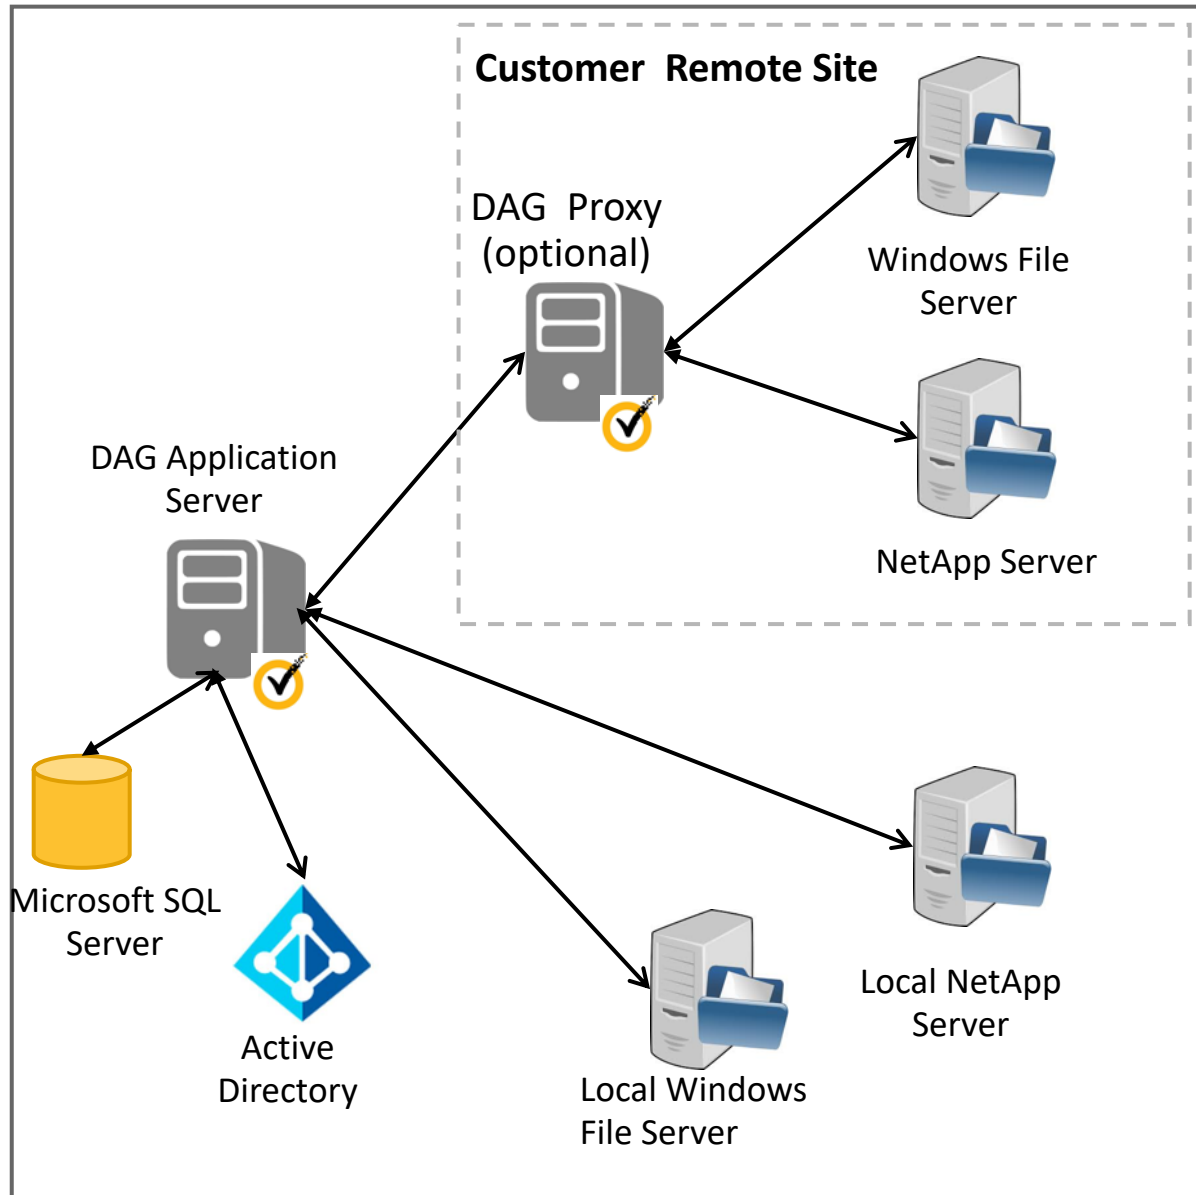 Customer Remote Site
DAG Proxy
(optional)
Windows File
Server
DAG Application
Server
NetApp Server
Microsoft SQL
Server
Active
Directory
Local Windows
File Server
Local NetApp
Server